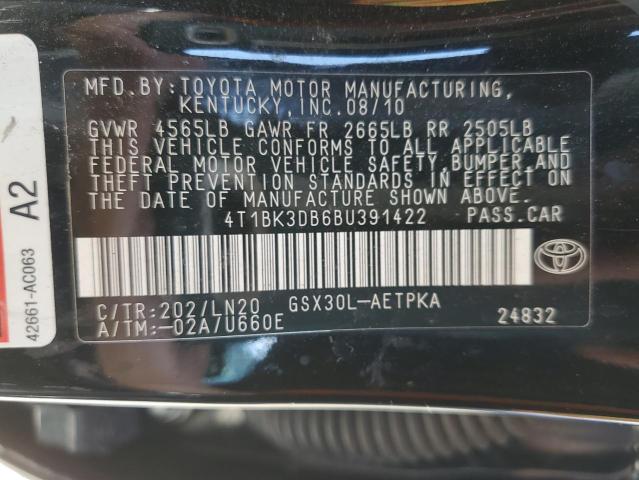 MFD. BY: TOYOTA MOTOR MANUFACTURING,
KENTUCKY, INC. 08/10
GVWR 4565LB GAWR FR 2665LB RR 2505LB
THIS VEHICLE CONFORMS TO ALL APPLICABLE
FEDERAL MOTOR VEHICLE SAFETY, BUMPER, AND
THEFT PREVENTION STANDARDS IN EFFECT ON
THE DATE OF MANUFACTURE SHOWN ABOVE.
4T1BK3DB6BU391422 PASS. CAR
C/TR: 202/LN20 GSX30L-AETPKA
A/TM: -02A/U660E 24832
A2
42661-AC063